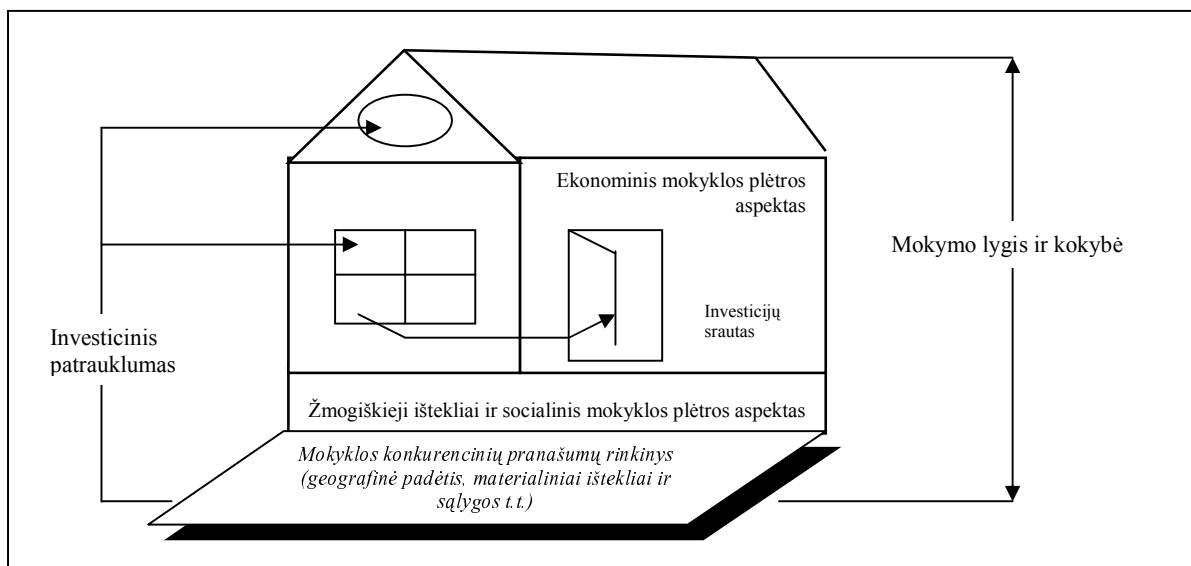 Ekonominis mokyklos plėtros
aspektas
Mokymo lygis ir kokybė
Investicijų
srautas
Investicinis
patrauklumas
Žmogiškieji ištekliai ir socialinis mokyklos plėtros aspektas
Mokyklos konkurencinių pranašumų rinkinys
(geografinė padėtis, materialiniai ištekliai ir
sąlygos t.t.)